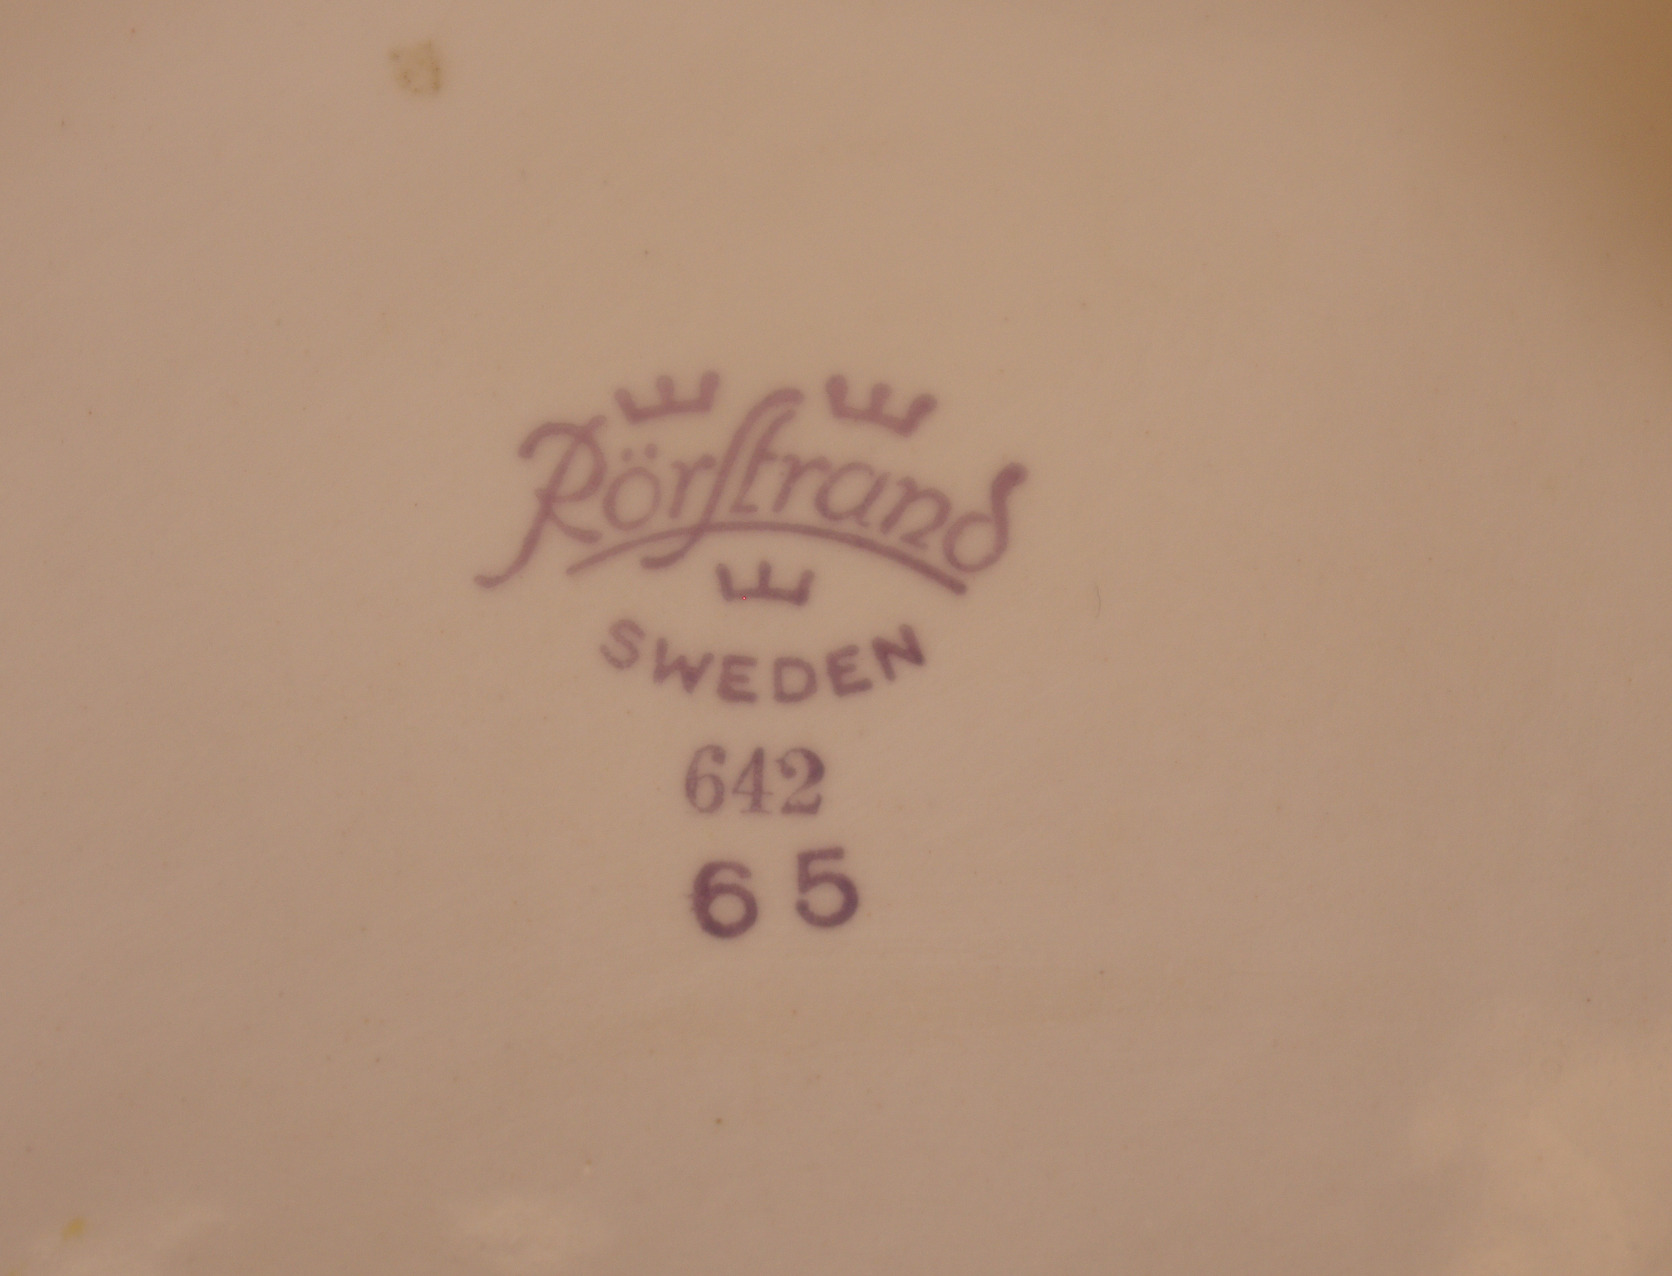 Rörstrand
SWEDEN
642
65